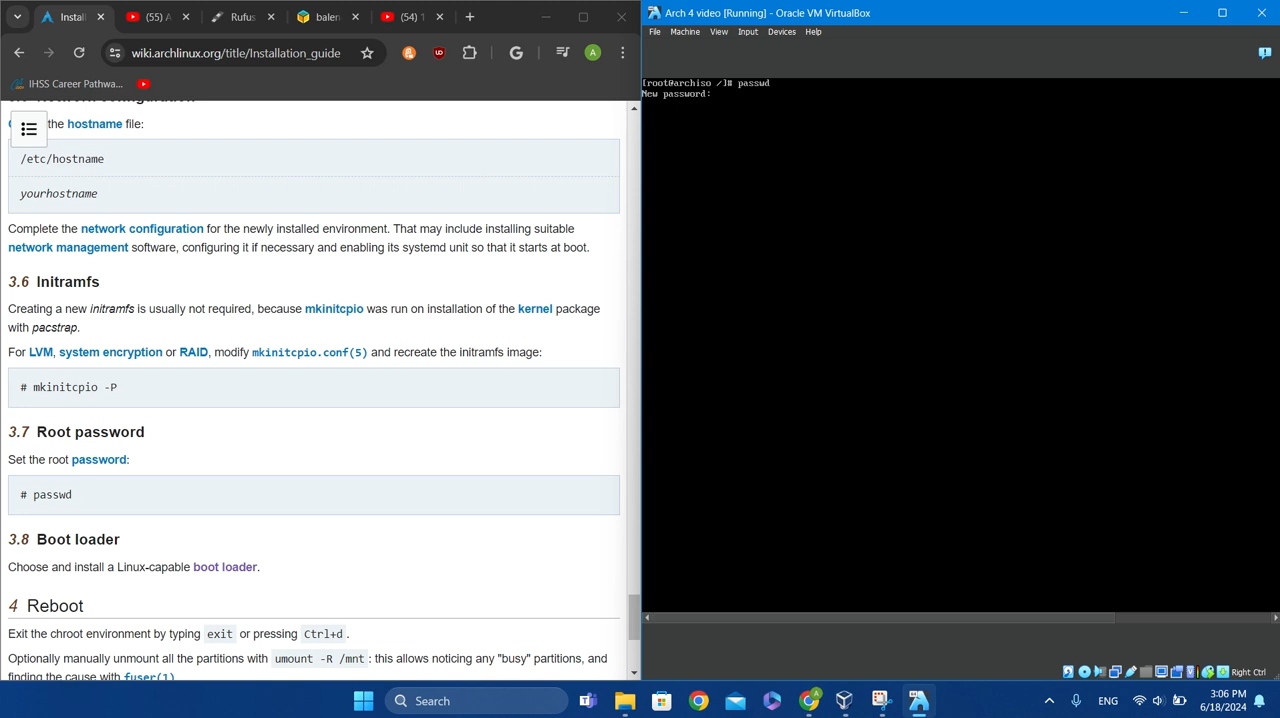 Install
(55) A
Rufus
balen
(54) 1
Arch 4 video [Running] - Oracle VM VirtualBox
wiki.archlinux.org/title/Installation_guide
G
A
File Machine View Input Devices Help
IHSS Career Pathwa...
[root@archiso /]# passwd
New password:
the hostname file:
/etc/hostname
yourhostname
Complete the network configuration for the newly installed environment. That may include installing suitable
network management software, configuring it if necessary and enabling its systemd unit so that it starts at boot.
3.6 Initramfs
Creating a new initramfs is usually not required, because mkinitcpio was run on installation of the kernel package
with pacstrap.
For LVM, system encryption or RAID, modify mkinitcpio.conf(5) and recreate the initramfs image:
# mkinitcpio -P
3.7 Root password
Set the root password:
# passwd
3.8 Boot loader
Choose and install a Linux-capable boot loader.
4 Reboot
Exit the chroot environment by typing exit or pressing Ctrl+d.
Optionally manually unmount all the partitions with umount -R /mnt: this allows noticing any "busy" partitions, and
finding the cause with fuser(1)
Right Ctrl
Search
ENG
3:06 PM
6/18/2024